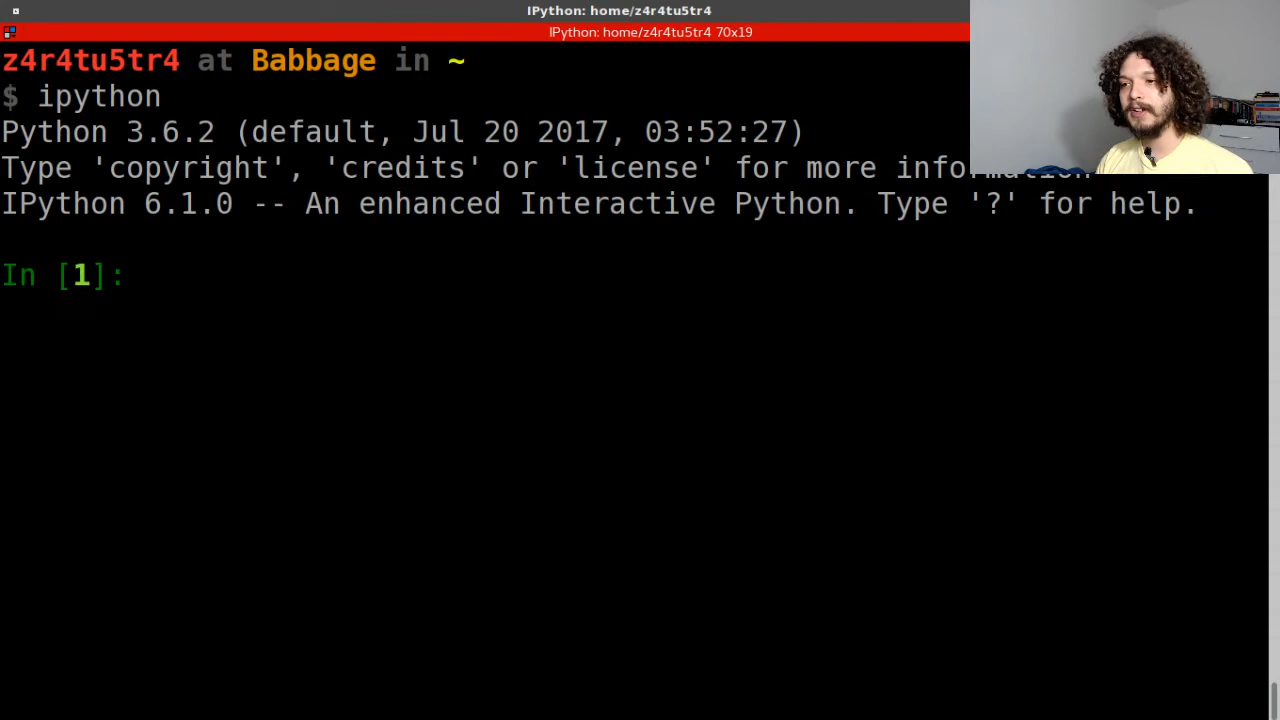 IPython: home/z4r4tu5tr4
IPython: home/z4r4tu5tr4 70x19
z4r4tu5tr4 at Babbage in ~
$ ipython
Python 3.6.2 (default, Jul 20 2017, 03:52:27)
Type 'copyright', 'credits' or 'license' for more information
IPython 6.1.0 -- An enhanced Interactive Python. Type '?' for help.
In [1]: